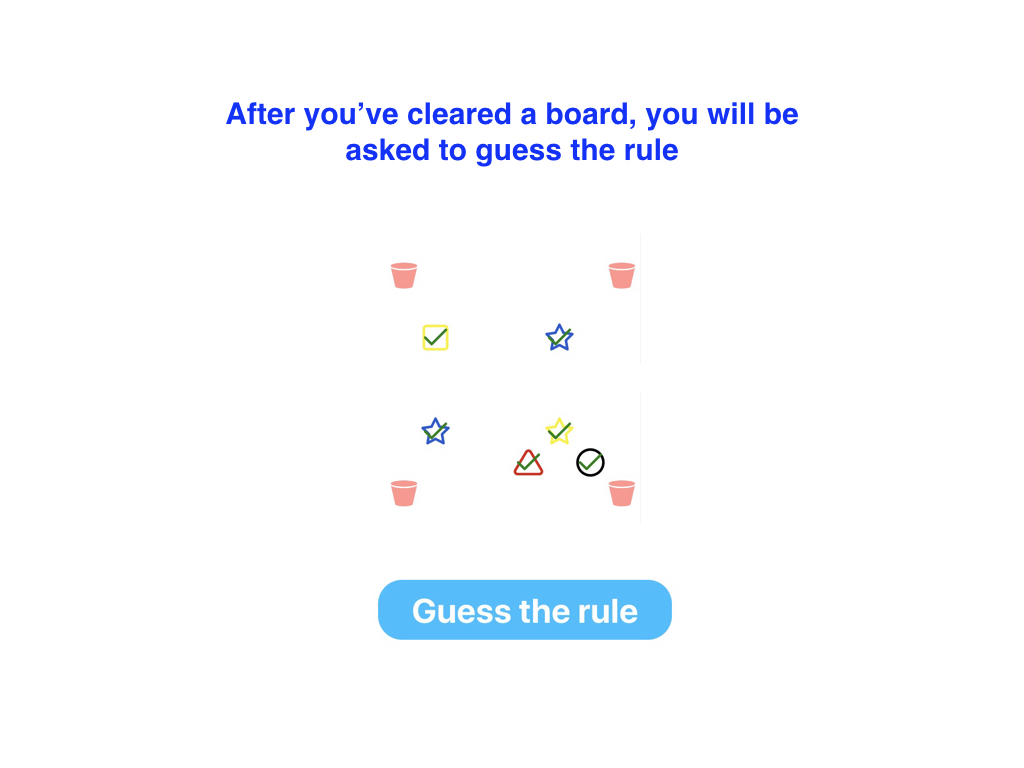 After you’ve cleared a board, you will be
asked to guess the rule
Guess the rule